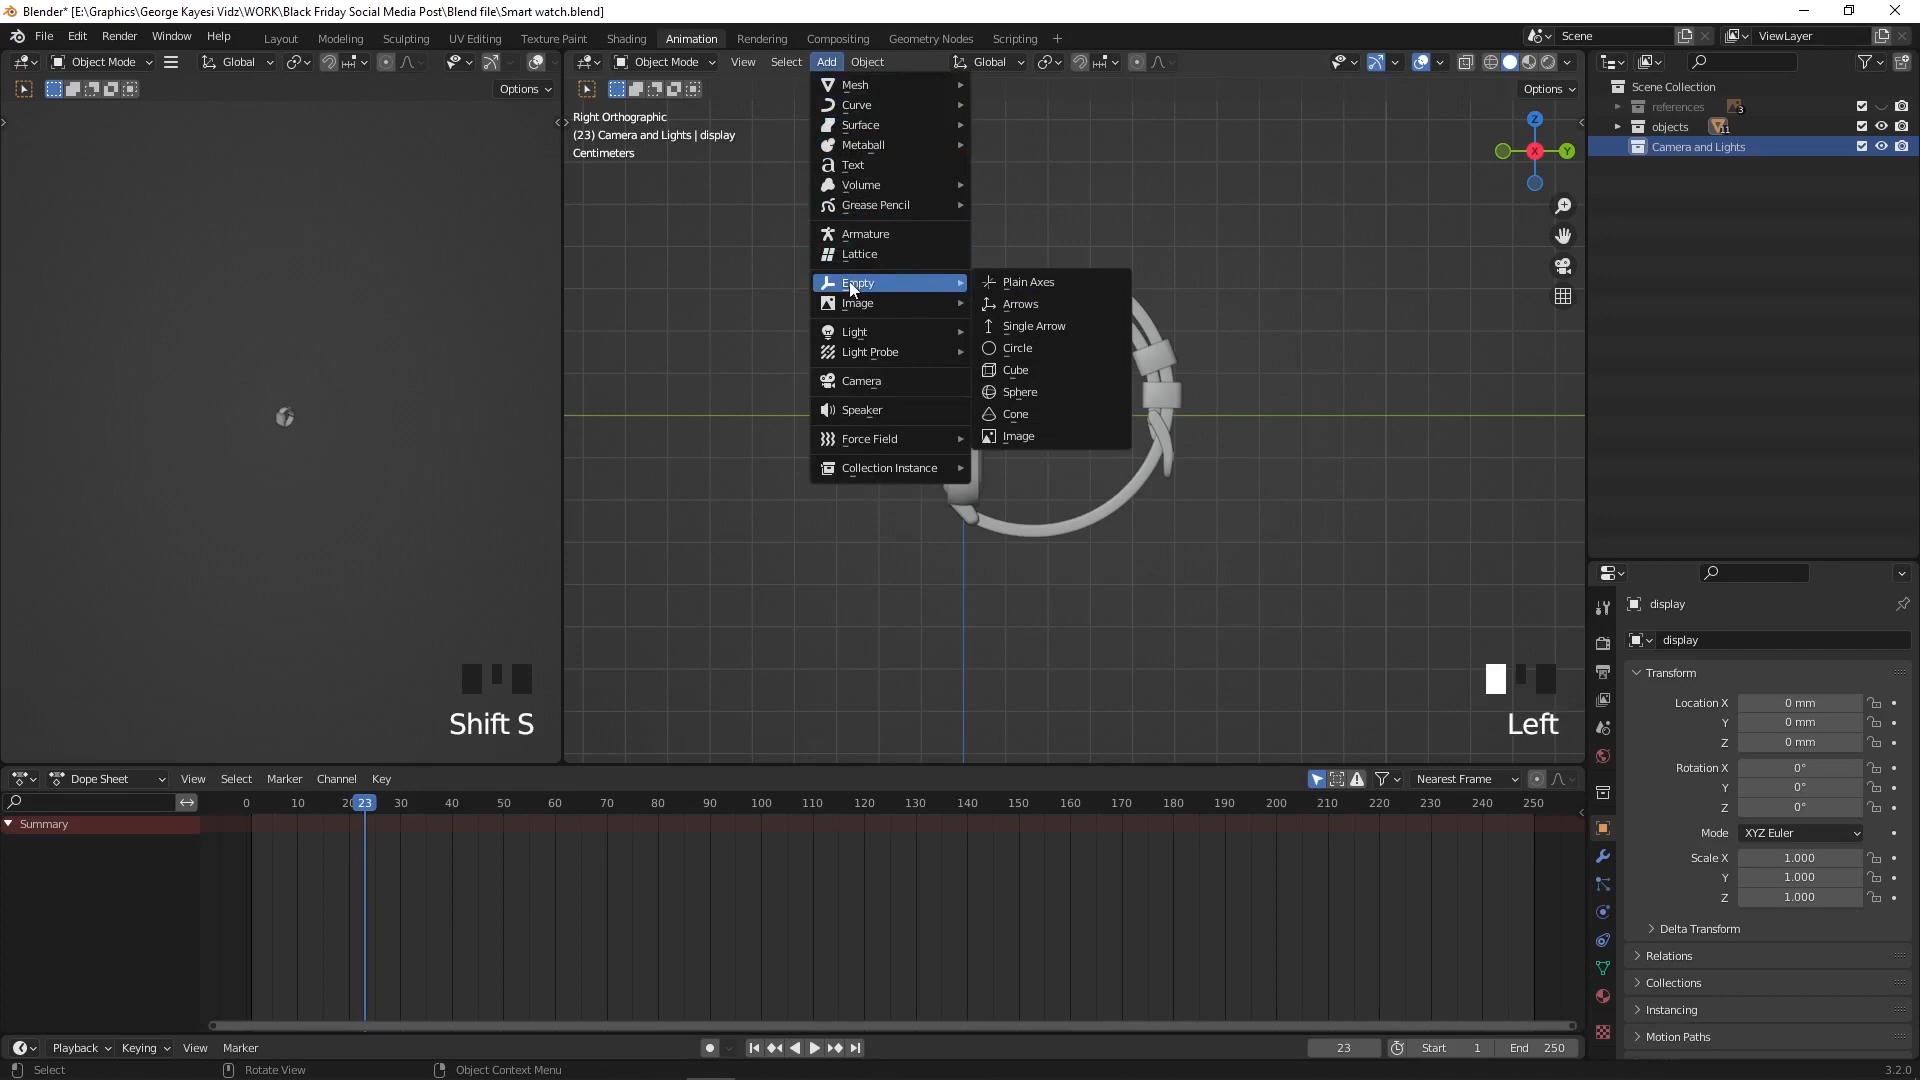 Blender* [E:\Graphics\George Kayesi Vidz\WORK\Black Friday Social Media Post\Blend file\Smart watch.blend]
File Edit Render Window Help Layout Modeling Sculpting UV Editing Texture Paint Shading Animation Rendering Compositing Geometry Nodes Scripting + Scene ViewLayer
Object Mode Global Object Mode View Select Add Object Global
Options Options
Right Orthographic
(23) Camera and Lights | display
Centimeters
Mesh
Curve
Surface
Metaball
Text
Volume
Grease Pencil
Armature
Lattice
Empty
Image
Light
Light Probe
Camera
Speaker
Force Field
Collection Instance
Plain Axes
Arrows
Single Arrow
Circle
Cube
Sphere
Cone
Image
Z
X
Y
Scene Collection
references 3
objects 11
Camera and Lights
Shift S
Left
display
display
Transform
Location X 0 mm
Y 0 mm
Z 0 mm
Rotation X 0°
Y 0°
Z 0°
Mode XYZ Euler
Scale X 1.000
Y 1.000
Z 1.000
Delta Transform
Relations
Collections
Instancing
Motion Paths
Dope Sheet View Select Marker Channel Key Nearest Frame
0 10 20 23 30 40 50 60 70 80 90 100 110 120 130 140 150 160 170 180 190 200 210 220 230 240 250
Summary
Playback Keying View Marker 23 Start 1 End 250
Select Rotate View Object Context Menu 3.2.0